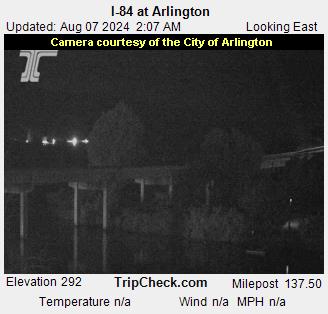 I-84 at Arlington
Updated: Aug 07 2024 2:07 AM Looking East
Camera courtesy of the City of Arlington
Elevation 292 TripCheck.com Milepost 137.50
Temperature n/a Wind n/a MPH n/a